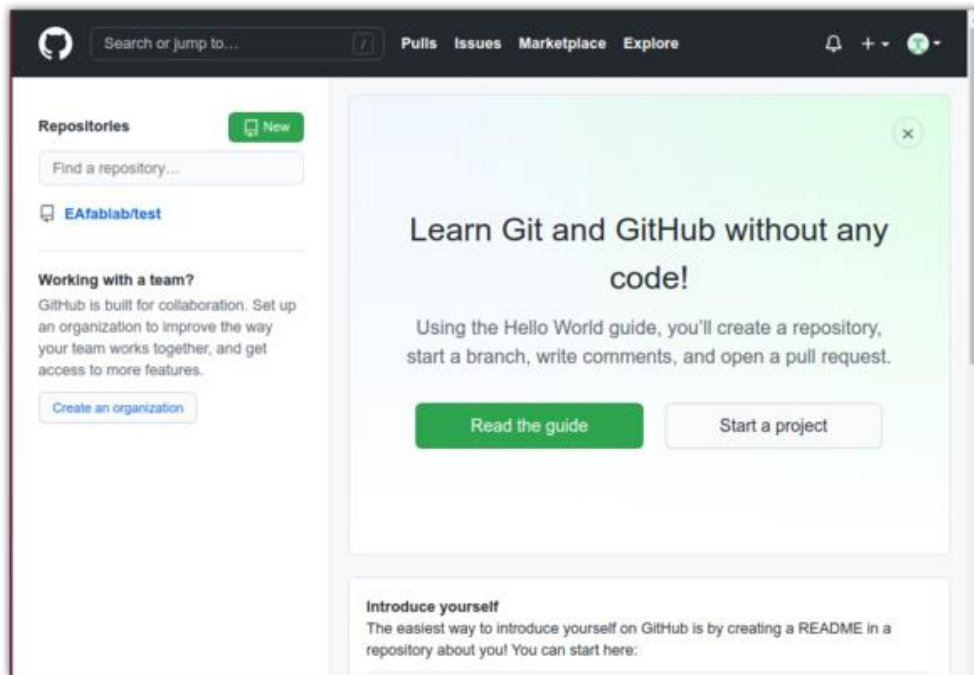 Search or jump to...
/
Pulls Issues Marketplace Explore
Repositories
New
Find a repository...
EAfablab/test
Working with a team?
GitHub is built for collaboration. Set up
an organization to improve the way
your team works together, and get
access to more features.
Create an organization
Learn Git and GitHub without any
code!
Using the Hello World guide, you'll create a repository,
start a branch, write comments, and open a pull request.
Read the guide
Start a project
Introduce yourself
The easiest way to introduce yourself on GitHub is by creating a README in a
repository about you! You can start here: